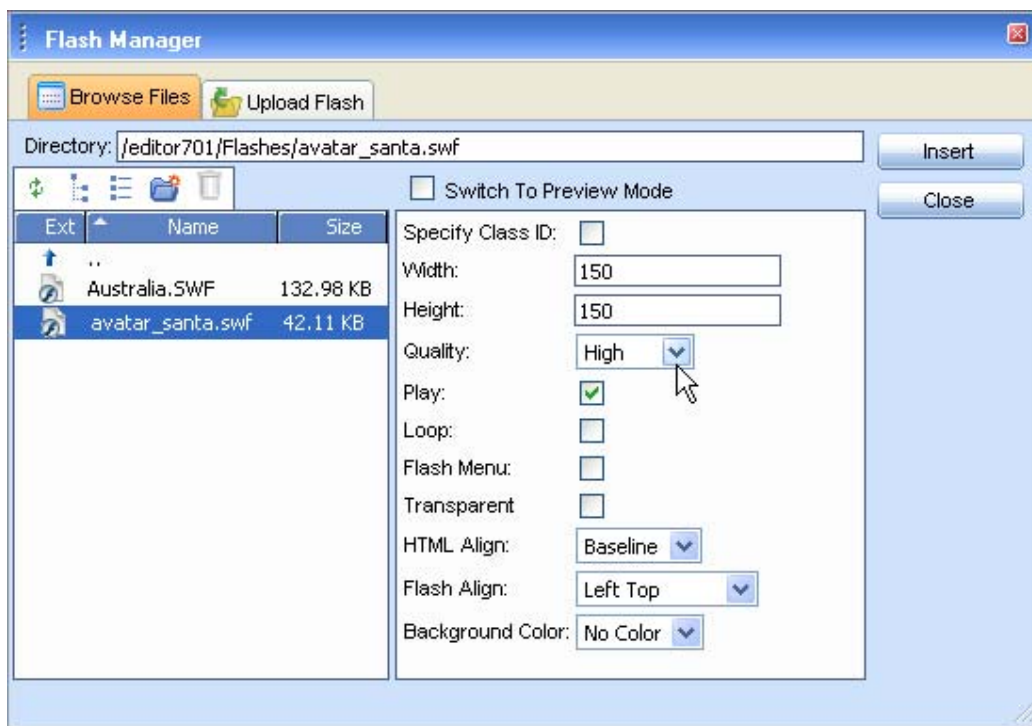 Flash Manager
Browse Files Upload Flash
Directory: /editor701/Flashes/avatar_santa.swf Insert
Switch To Preview Mode Close
Ext Name Size
..
Australia.SWF 132.98 KB
avatar_santa.swf 42.11 KB
Specify Class ID:
Width: 150
Height: 150
Quality: High
Play:
Loop:
Flash Menu:
Transparent
HTML Align: Baseline
Flash Align: Left Top
Background Color: No Color